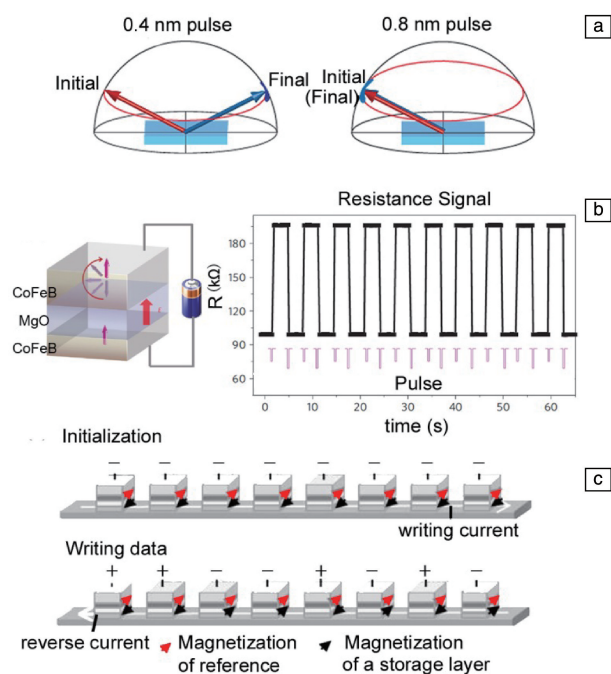 0.4 nm pulse
0.8 nm pulse
a
Initial
Final
Initial
(Final)
b
Resistance Signal
CoFeB
MgO
CoFeB
R (kΩ)
180
150
120
90
60
Pulse
0 10 20 30 40 50 60
time (s)
c
Initialization
− − − − − − − −
writing current
Writing data
+ + − − + − + −
reverse current
Magnetization
of reference
Magnetization
of a storage layer